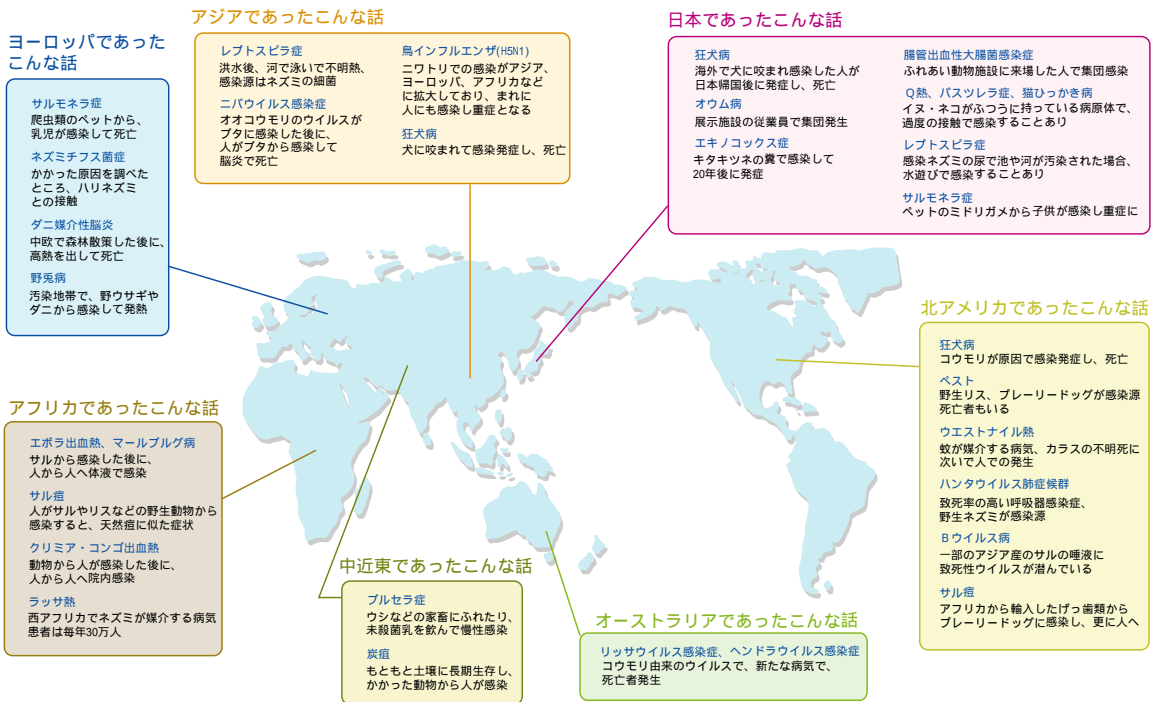 ヨーロッパであった
こんな話
サルモネラ症
爬虫類のペットから、
乳児が感染して死亡
ネズミチフス菌症
かかった原因を調べた
ところ、ハリネズミ
との接触
ダニ媒介性脳炎
中欧で森林散策した後に、
高熱を出して死亡
野兎病
汚染地帯で、野ウサギや
ダニから感染して発熱
アジアであったこんな話
レプトスピラ症
洪水後、河で泳いで不明熱、
感染源はネズミの細菌
ニパウイルス感染症
オオコウモリのウイルスが
ブタに感染した後に、
人がブタから感染して
脳炎で死亡
鳥インフルエンザ(H5N1)
ニワトリでの感染がアジア、
ヨーロッパ、アフリカなど
に拡大しており、まれに
人にも感染し重症となる
狂犬病
犬に咬まれて感染発症し、死亡
日本であったこんな話
狂犬病
海外で犬に咬まれ感染した人が
日本帰国後に発症し、死亡
オウム病
展示施設の従業員で集団発生
エキノコックス症
キタキツネの糞で感染して
20年後に発症
腸管出血性大腸菌感染症
ふれあい動物施設に来場した人で集団感染
Q熱、パスツレラ症、猫ひっかき病
イヌ・ネコがふつうに持っている病原体で、
過度の接触で感染することあり
レプトスピラ症
感染ネズミの尿で池や河が汚染された場合、
水遊びで感染することあり
サルモネラ症
ペットのミドリガメから子供が感染し重症に
アフリカであったこんな話
エボラ出血熱、マールブルグ病
サルから感染した後に、
人から人へ体液で感染
サル痘
人がサルやリスなどの野生動物から
感染すると、天然痘に似た症状
クリミア・コンゴ出血熱
動物から人が感染した後に、
人から人へ院内感染
ラッサ熱
西アフリカでネズミが媒介する病気
患者は毎年30万人
中近東であったこんな話
ブルセラ症
ウシなどの家畜にふれたり、
未殺菌乳を飲んで慢性感染
炭疽
もともと土壌に長期生存し、
かかった動物から人が感染
オーストラリアであったこんな話
リッサウイルス感染症、ヘンドラウイルス感染症
コウモリ由来のウイルスで、新たな病気で、
死亡者発生
北アメリカであったこんな話
狂犬病
コウモリが原因で感染発症し、死亡
ペスト
野生リス、プレーリードッグが感染源
死亡者もいる
ウエストナイル熱
蚊が媒介する病気、カラスの不明死に
次いで人での発生
ハンタウイルス肺症候群
致死率の高い呼吸器感染症、
野生ネズミが感染源
Bウイルス病
一部のアジア産のサルの唾液に
致死性ウイルスが潜んでいる
サル痘
アフリカから輸入したげっ歯類から
プレーリードッグに感染し、更に人へ